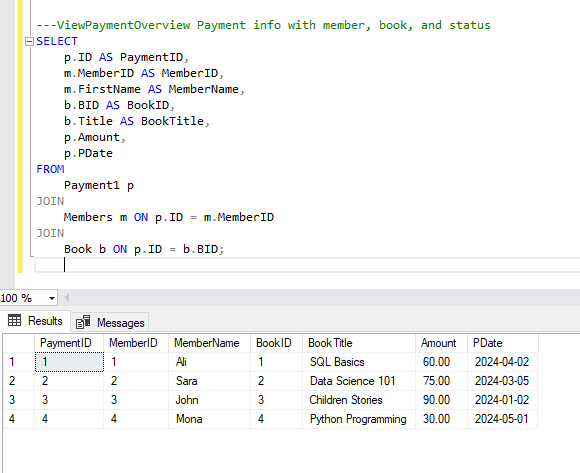 ---ViewPaymentOverview Payment info with member, book, and status
SELECT
p.ID AS PaymentID,
m.MemberID AS MemberID,
m.FirstName AS MemberName,
b.BID AS BookID,
b.Title AS BookTitle,
p.Amount,
p.PDate
FROM
Payment1 p
JOIN
Members m ON p.ID = m.MemberID
JOIN
Book b ON p.ID = b.BID;
100 %
Results Messages
PaymentID MemberID MemberName BookID BookTitle Amount PDate
1 1 1 Ali 1 SQL Basics 60.00 2024-04-02
2 2 2 Sara 2 Data Science 101 75.00 2024-03-05
3 3 3 John 3 Children Stories 90.00 2024-01-02
4 4 4 Mona 4 Python Programming 30.00 2024-05-01